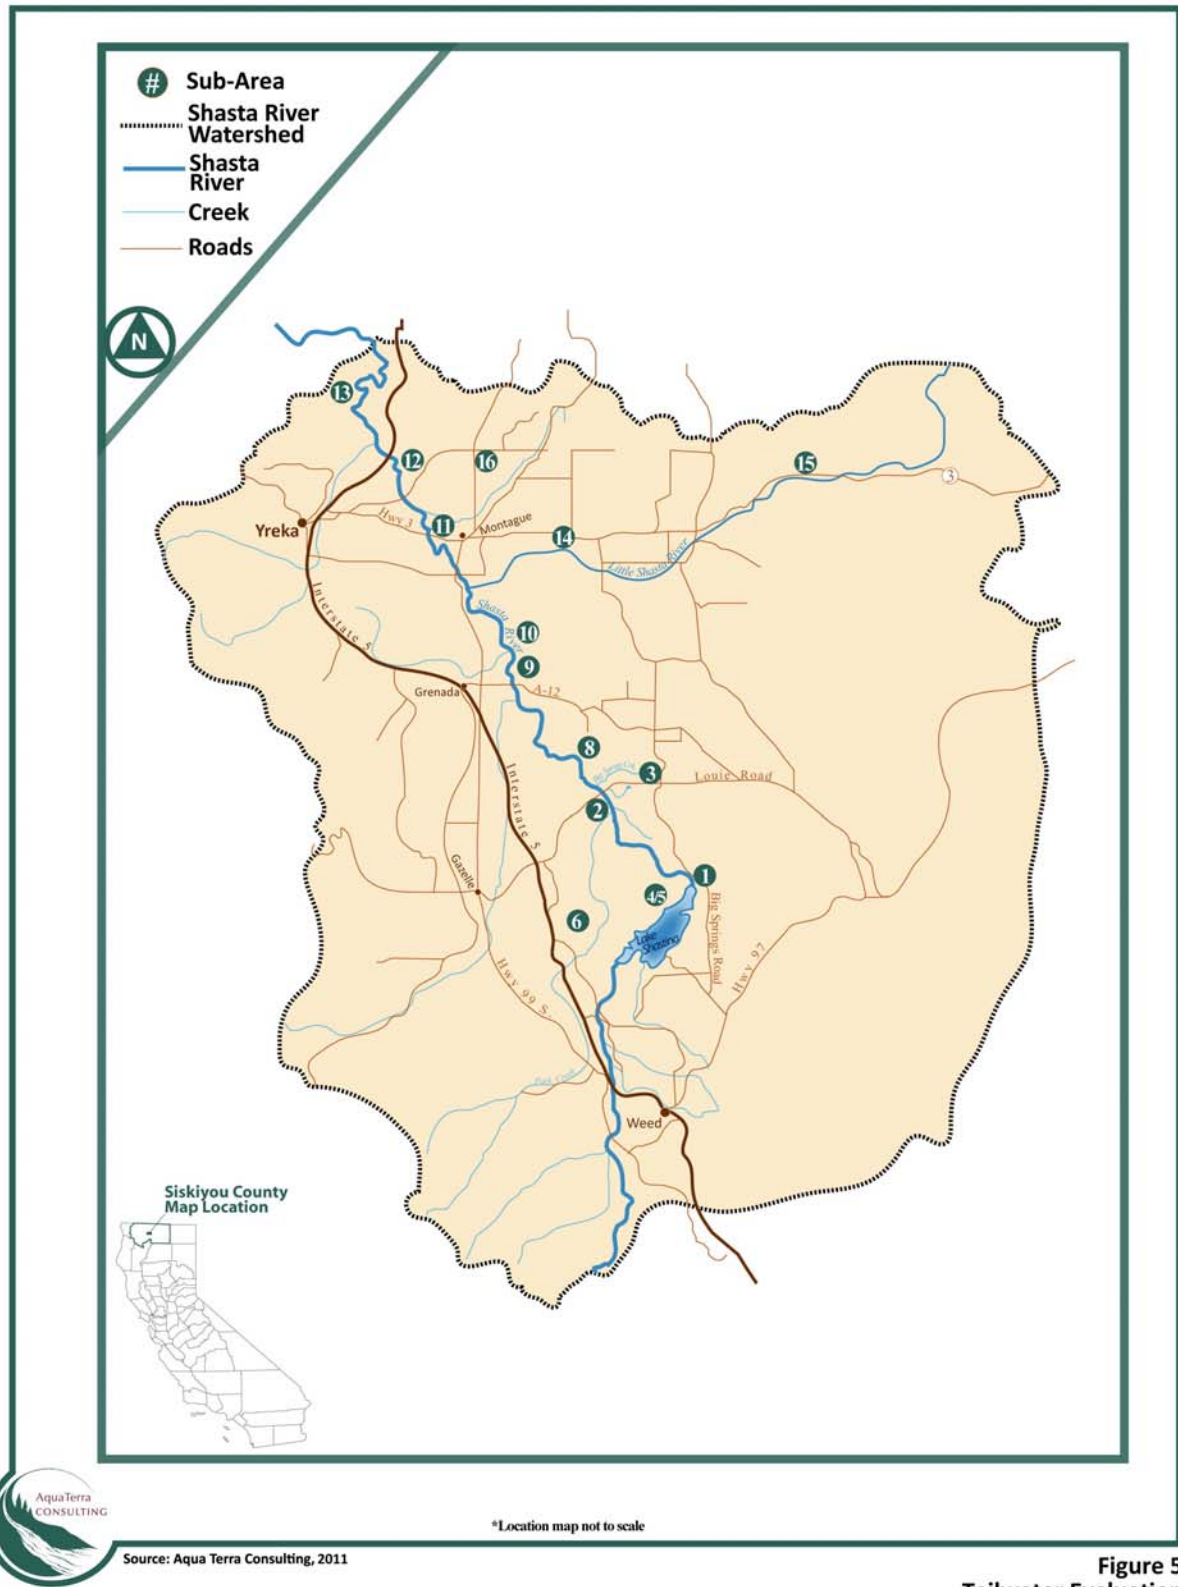 # Sub-Area
Shasta River
Watershed
Shasta
River
Creek
Roads
N
13
12
16
15
3
Yreka
Hwy 3
11
Montague
14
Little Shasta River
Interstate 5
Shasta
River
10
9
Grenada
A-12
8
3
Louie Road
Interstate 5
2
Gazelle
1
4/5
6
Lake
Shastina
Big Springs Road
Hwy 97
Hwy 99 S.
Weed
Siskiyou County
Map Location
AquaTerra
CONSULTING
*Location map not to scale
Source: Aqua Terra Consulting, 2011
Figure 5